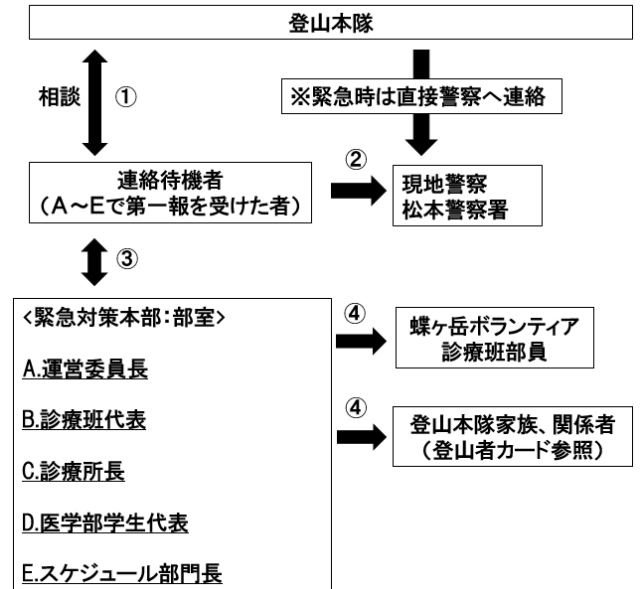 登山本隊
相談
①
※緊急時は直接警察へ連絡
連絡待機者
(A～Eで第一報を受けた者)
②
現地警察
松本警察署
③
<緊急対策本部:部室>
A.運営委員長
B.診療班代表
C.診療所長
D.医学部学生代表
E.スケジュール部門長
④
蝶ヶ岳ボランティア
診療班部員
④
登山本隊家族、関係者
(登山者カード参照)